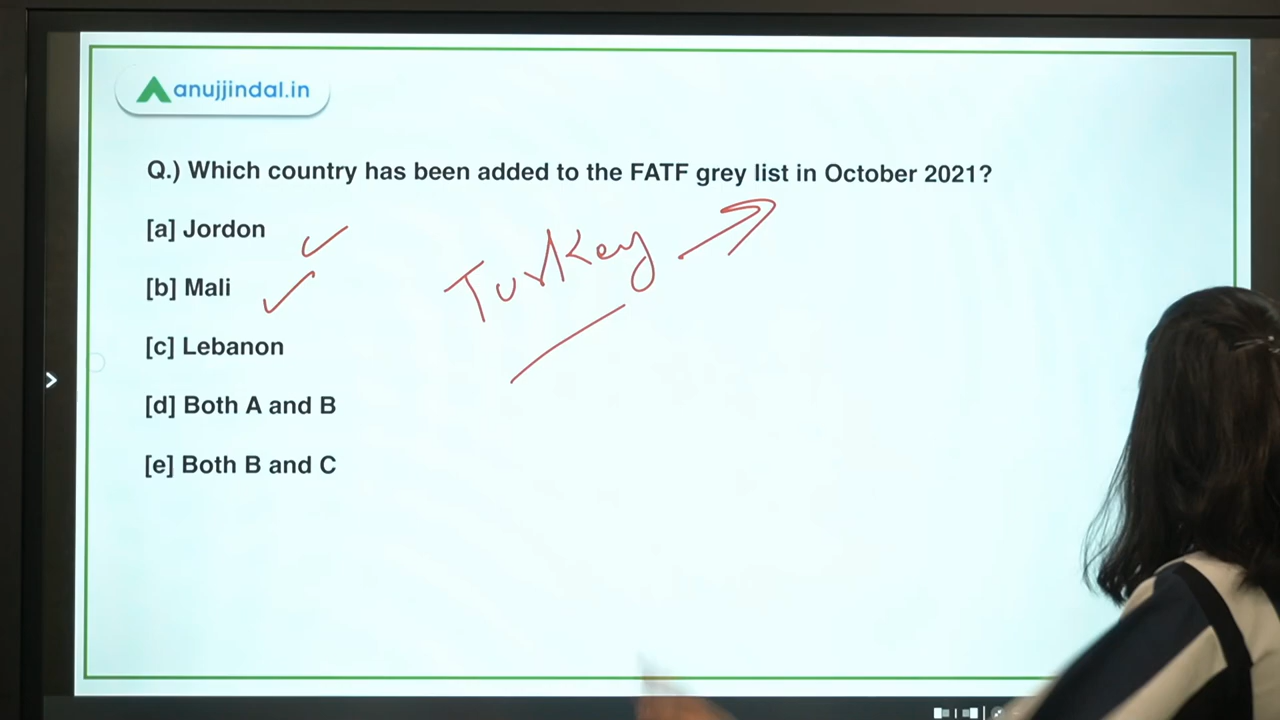 anujjindal.in
Q.) Which country has been added to the FATF grey list in October 2021?
[a] Jordon
[b] Mali
Turkey
[c] Lebanon
[d] Both A and B
[e] Both B and C